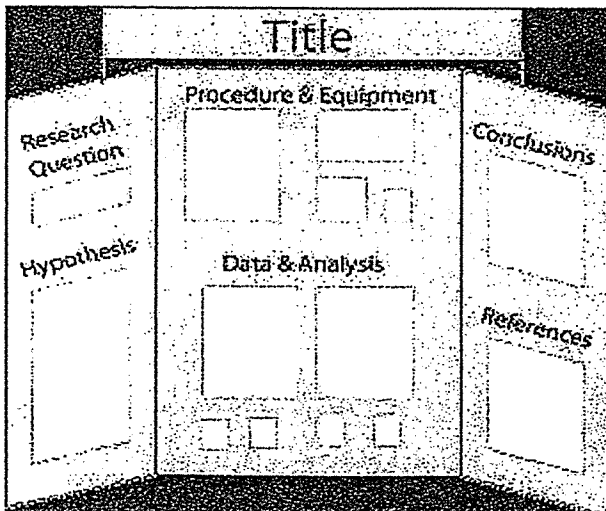 Title
Research
Question
Hypothesis
Procedure & Equipment
Data & Analysis
Conclusions
References